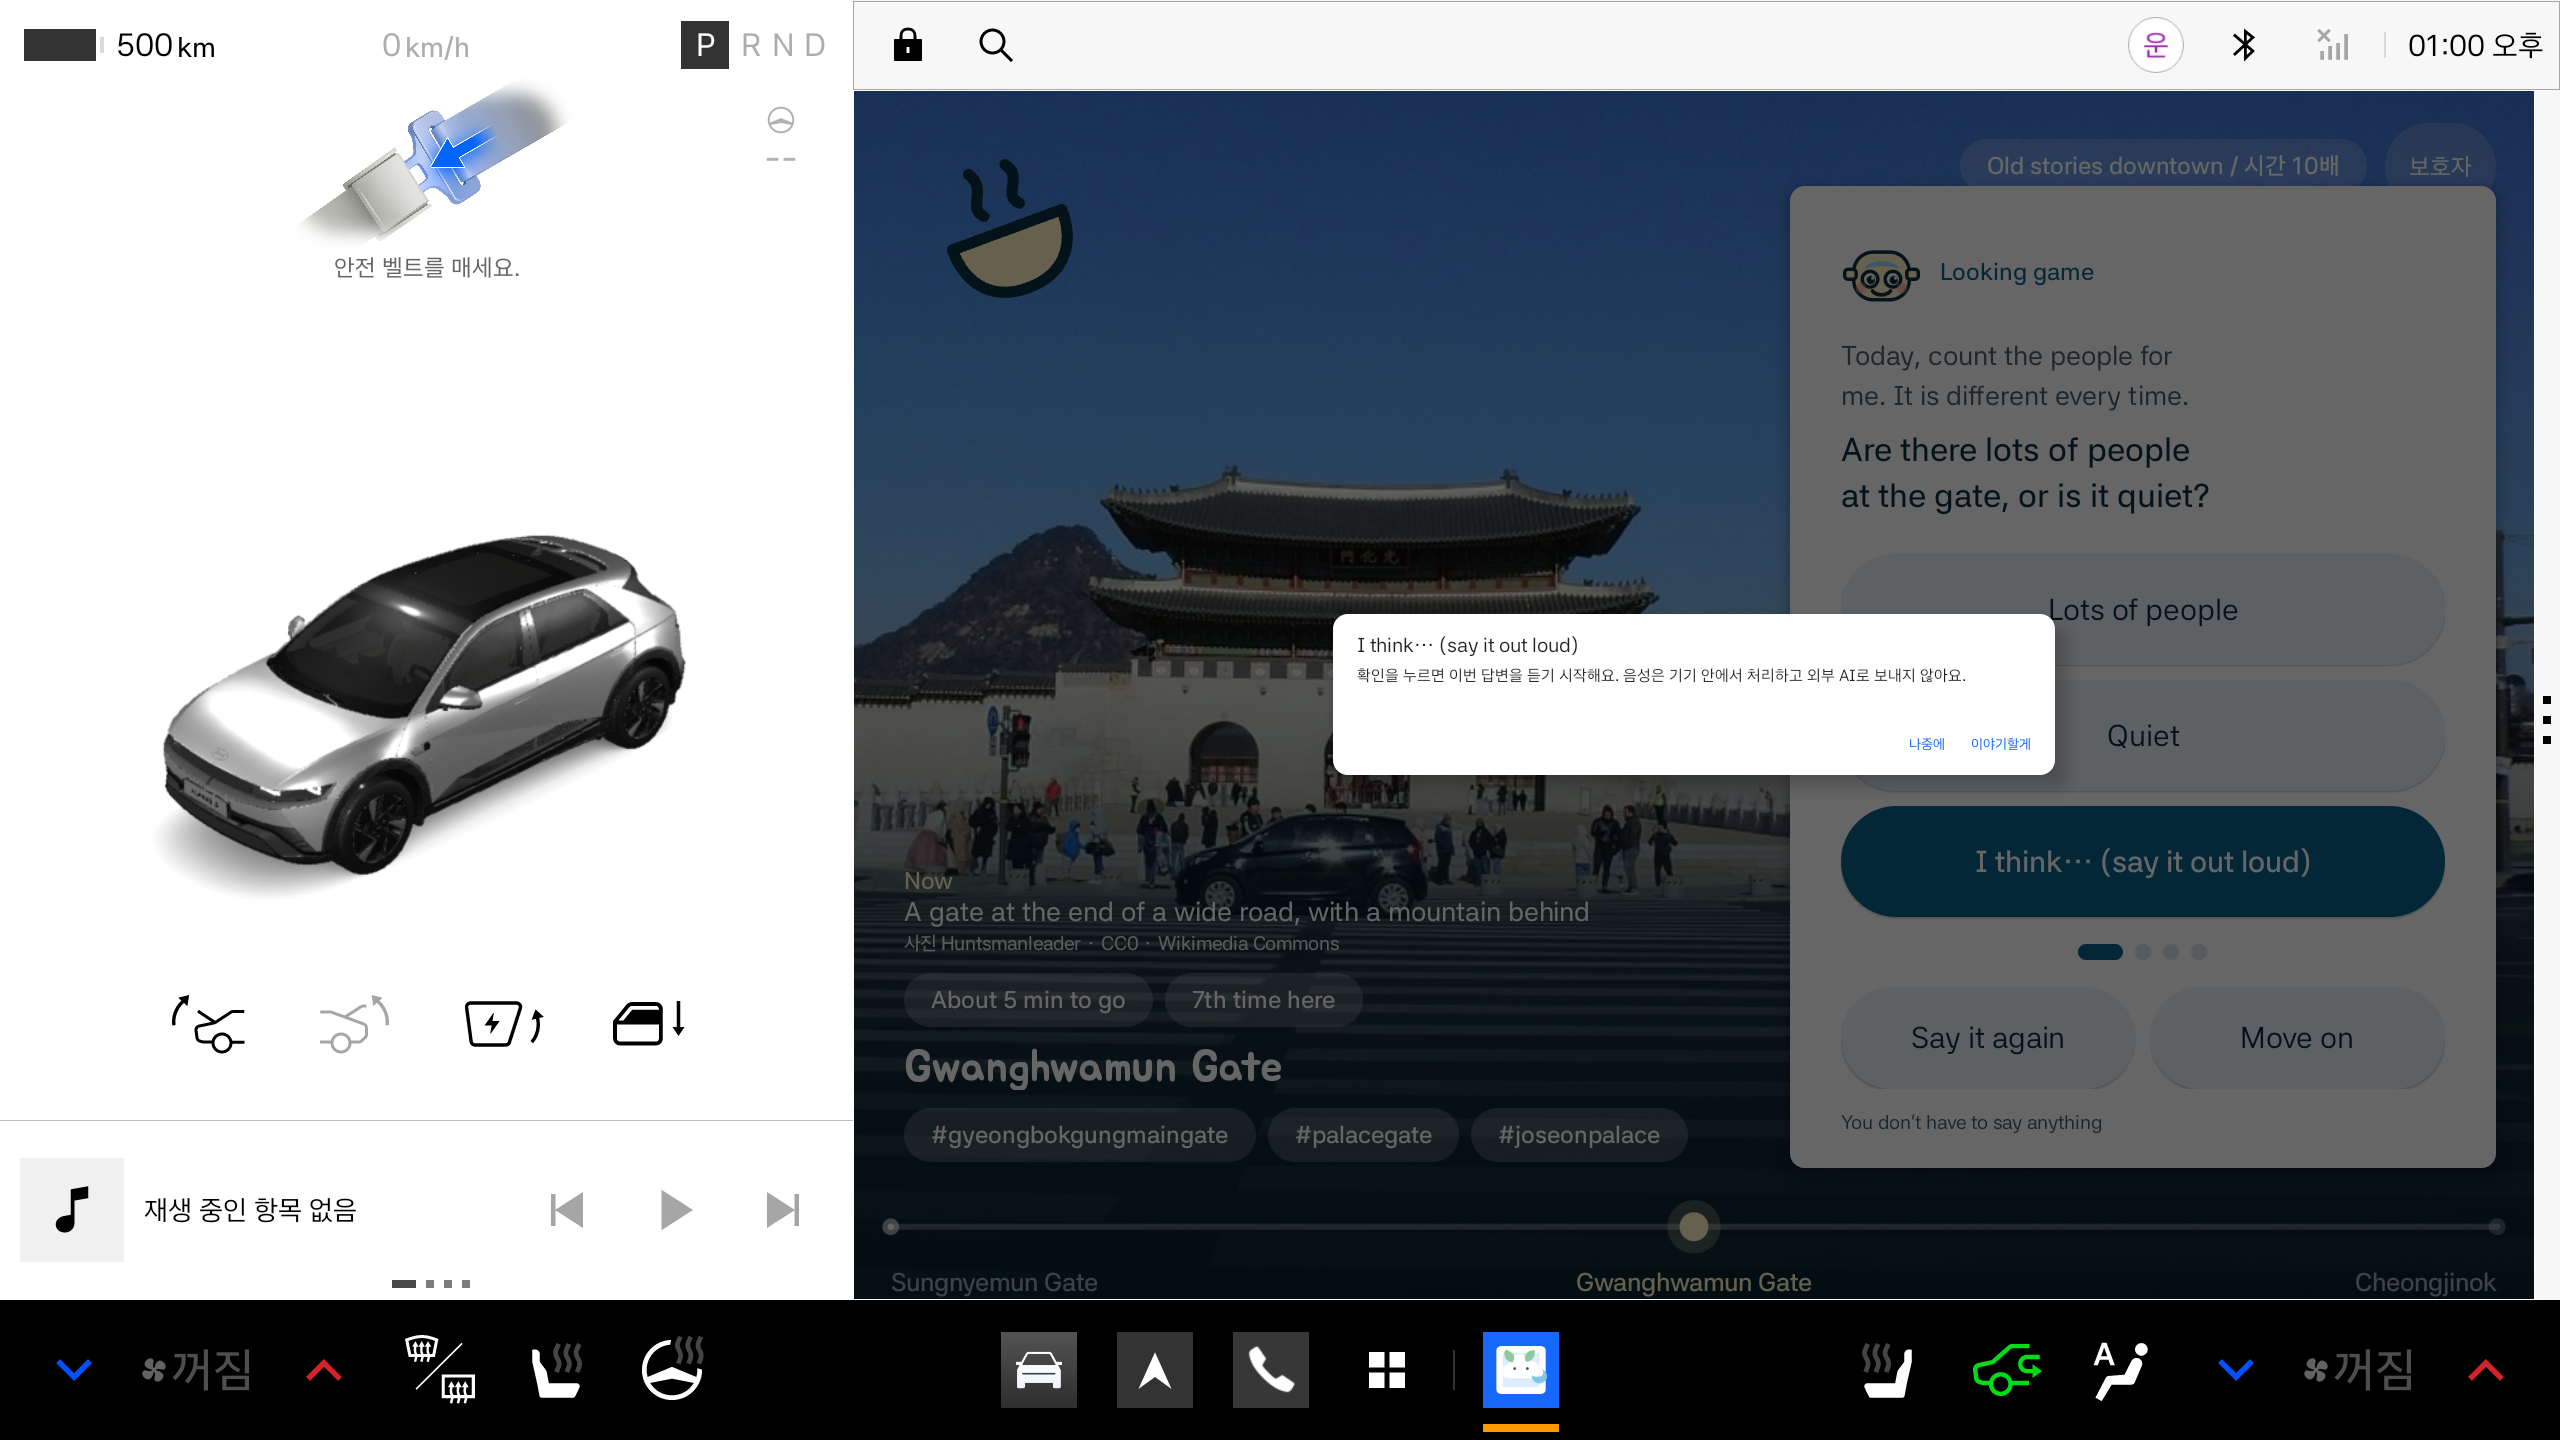 500 km
0 km/h
P R N D
운
01:00 오후
안전 벨트를 매세요.
Old stories downtown / 시간 10배
보호자
Looking game
Today, count the people for
me. It is different every time.
Are there lots of people
at the gate, or is it quiet?
Lots of people
I think··· (say it out loud)
확인을 누르면 이번 답변을 듣기 시작해요. 음성은 기기 안에서 처리하고 외부 AI로 보내지 않아요.
나중에 이야기할게
Quiet
I think··· (say it out loud)
Say it again
Move on
You don't have to say anything
門化光
Now
A gate at the end of a wide road, with a mountain behind
사진 Huntsmanleader · CC0 · Wikimedia Commons
About 5 min to go
7th time here
Gwanghwamun Gate
#gyeongbokgungmaingate
#palacegate
#joseonpalace
Sungnyemun Gate
Gwanghwamun Gate
Cheongjinok
재생 중인 항목 없음
꺼짐
A
꺼짐